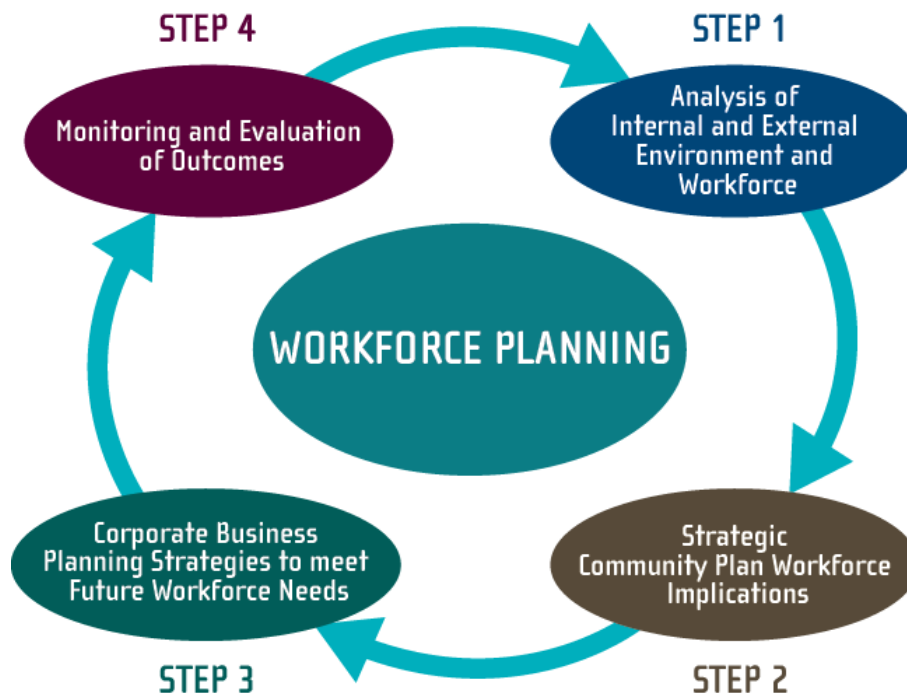 STEP 4
Monitoring and Evaluation
of Outcomes
STEP 1
Analysis of
Internal and External
Environment and
Workforce
WORKFORCE PLANNING
Corporate Business
Planning Strategies to meet
Future Workforce Needs
STEP 3
Strategic
Community Plan Workforce
Implications
STEP 2